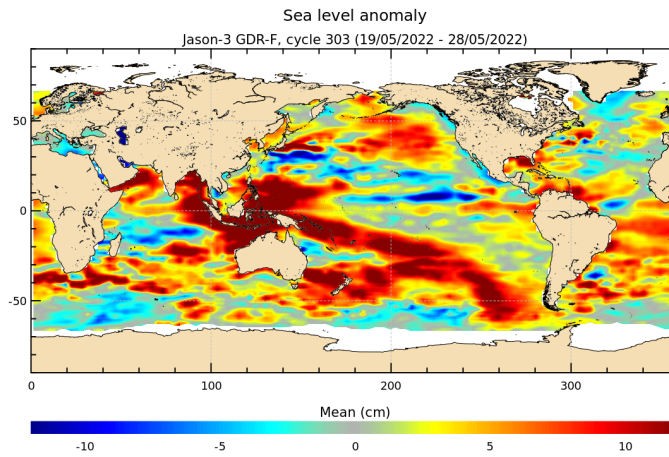 Sea level anomaly
Jason-3 GDR-F, cycle 303 (19/05/2022 - 28/05/2022)
50
0
-50
0 100 200 300
Mean (cm)
-10 -5 0 5 10